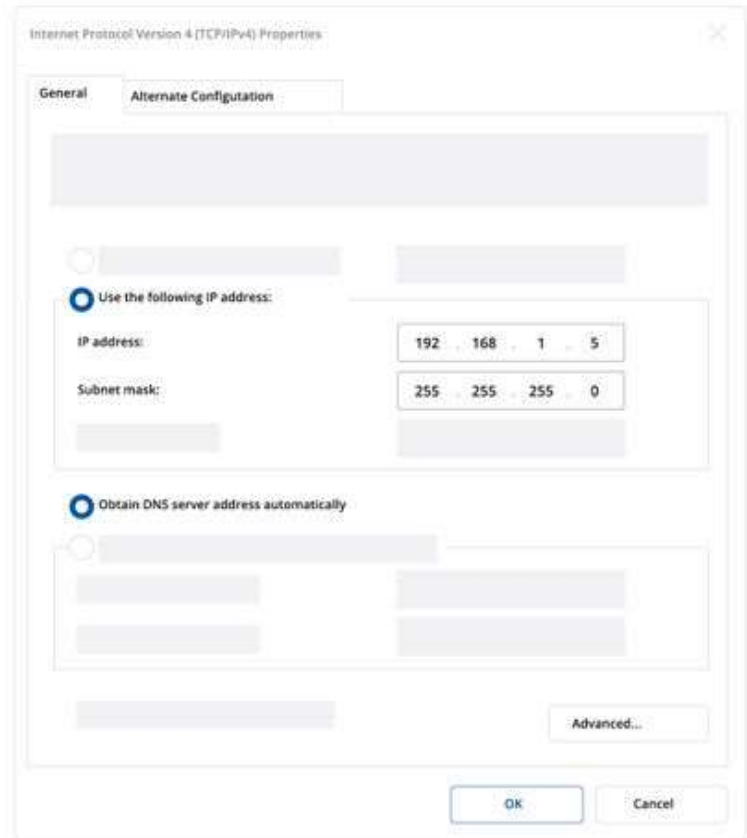 Internet Protocol Version 4 (TCP/IPv4) Properties
General
Alternate Configutation
Use the following IP address:
IP address:
192 . 168 . 1 . 5
Subnet mask:
255 . 255 . 255 . 0
Obtain DNS server address automatically
Advanced...
OK
Cancel